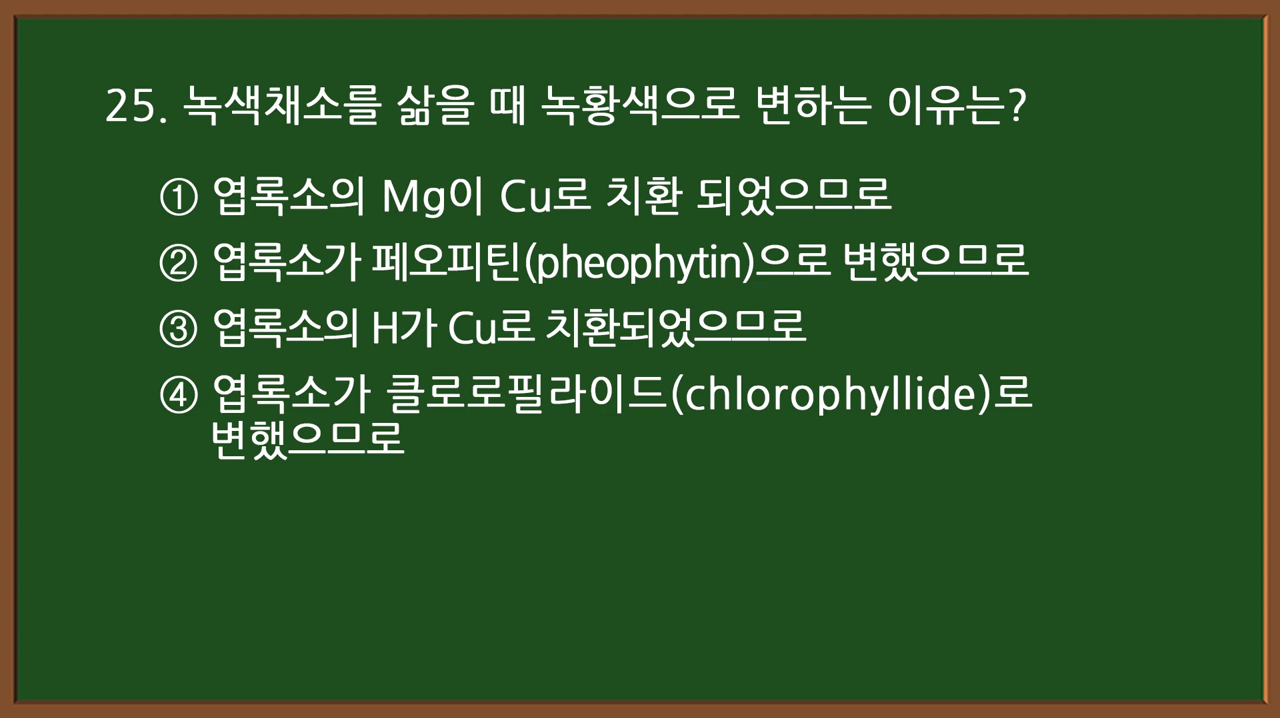 25. 녹색채소를 삶을 때 녹황색으로 변하는 이유는?
① 엽록소의 Mg이 Cu로 치환 되었으므로
② 엽록소가 페오피틴(pheophytin)으로 변했으므로
③ 엽록소의 H가 Cu로 치환되었으므로
④ 엽록소가 클로로필라이드(chlorophyllide)로
변했으므로